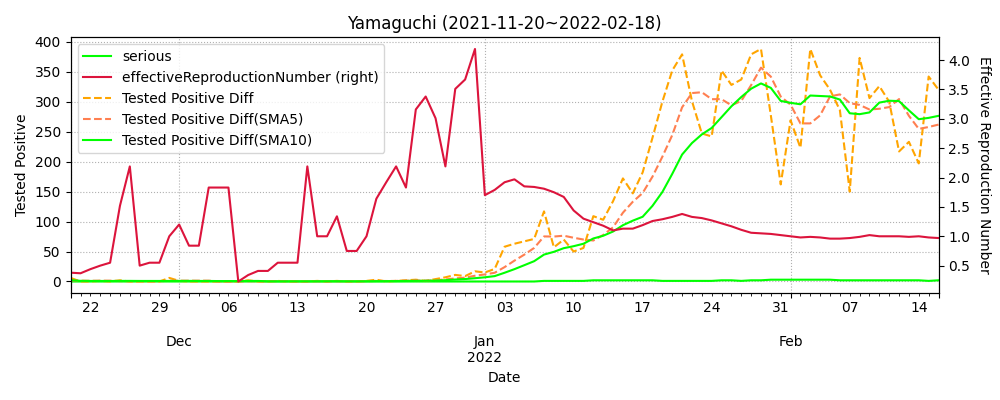 Yamaguchi (2021-11-20~2022-02-18)
serious
effectiveReproductionNumber (right)
Tested Positive Diff
Tested Positive Diff(SMA5)
Tested Positive Diff(SMA10)
Tested Positive
400
350
300
250
200
150
100
50
0
4.0
3.5
3.0
2.5
2.0
1.5
1.0
0.5
Effective Reproduction Number
22 29 06 13 20 27 03 10 17 24 31 07 14
Dec Jan Feb
2022
Date